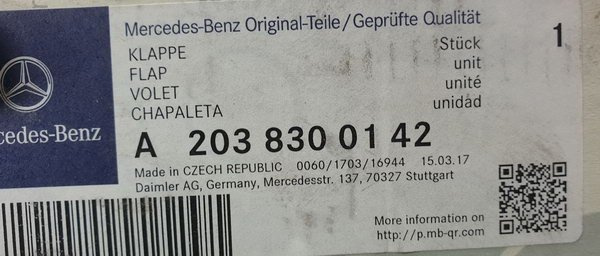 Mercedes-Benz Original-Teile/Geprüfte Qualität
KLAPPE Stück 1
FLAP unit
VOLET unité
CHAPALETA unidad
cedes-Benz
A 203 830 01 42
Made in CZECH REPUBLIC 0060/1703/16944 15.03.17
Daimler AG, Germany, Mercedesstr. 137, 70327 Stuttgart
More information on
http://p.mb-qr.com